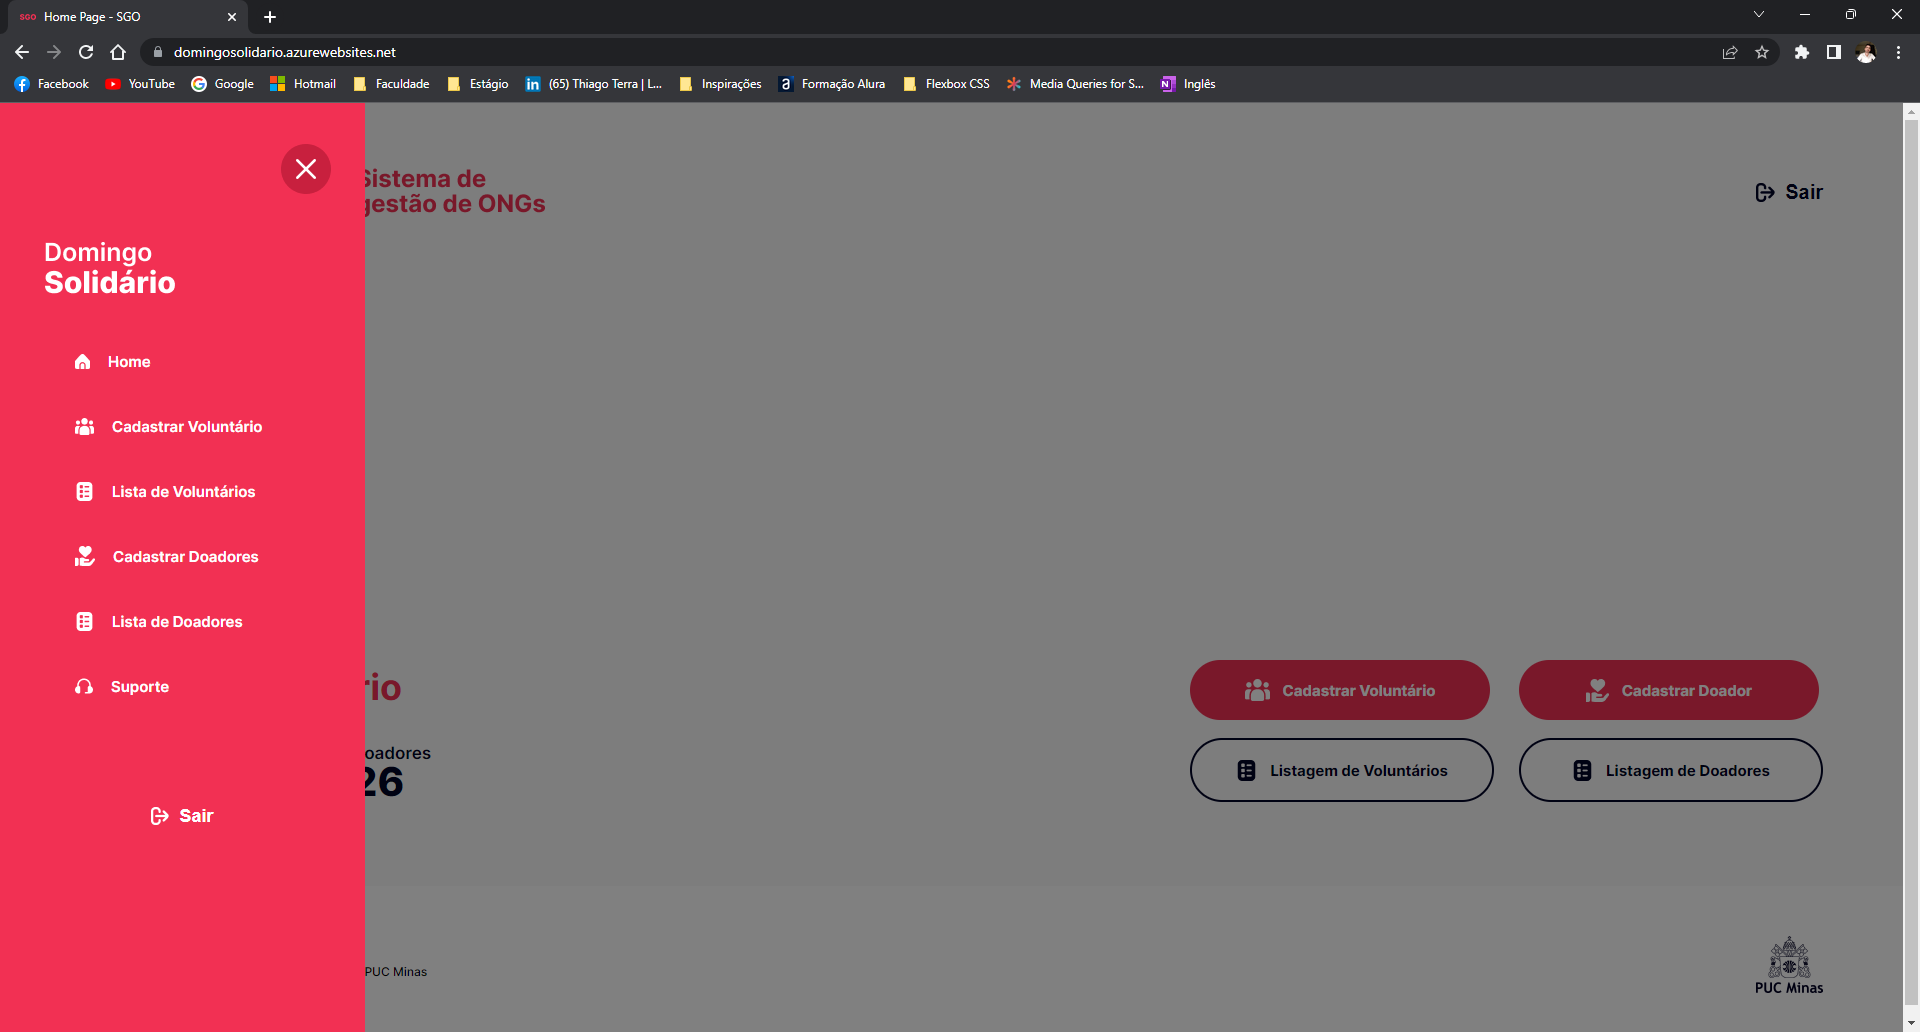 SGO Home Page - SGO
domingosolidario.azurewebsites.net
Facebook YouTube Google Hotmail Faculdade Estágio in (65) Thiago Terra | L... Inspirações a Formação Alura Flexbox CSS Media Queries for S... N Inglês
Sistema de
gestão de ONGs
Sair
Domingo
Solidário
Home
Cadastrar Voluntário
Lista de Voluntários
Cadastrar Doadores
Lista de Doadores
Suporte
Sair
rio
oadores
26
Cadastrar Voluntário
Cadastrar Doador
Listagem de Voluntários
Listagem de Doadores
PUC Minas
PUC Minas